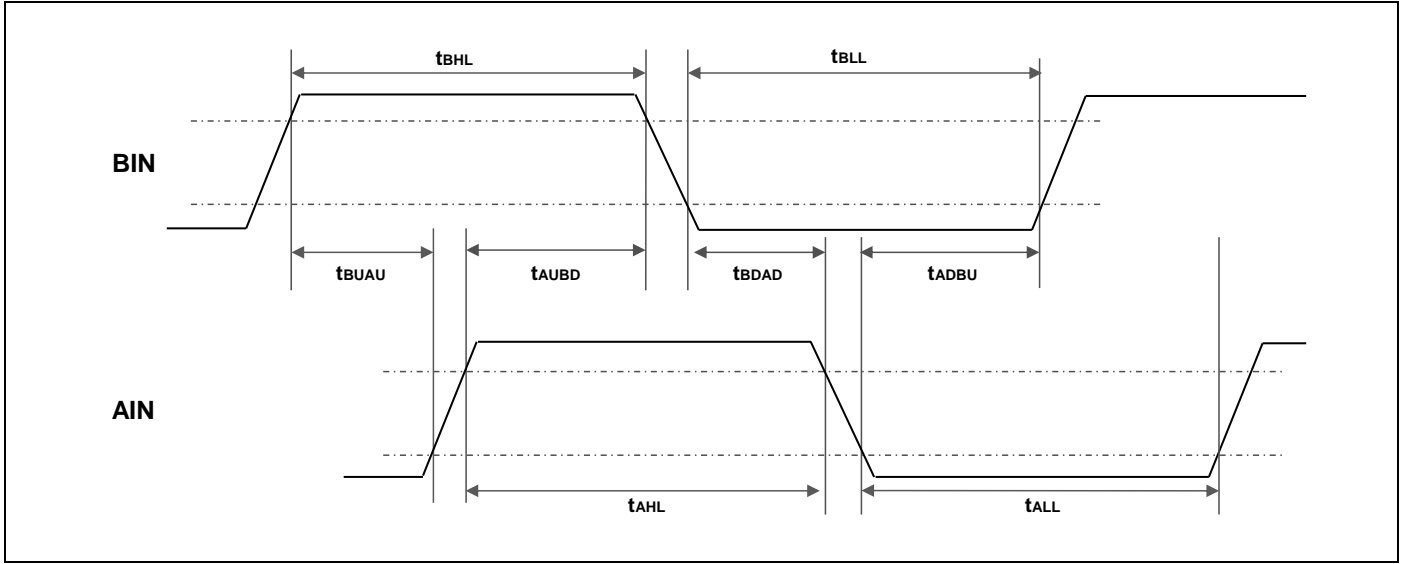 tBHL
tBLL
BIN
tBUAU
tAUBD
tBDAD
tADBU
AIN
tAHL
tALL